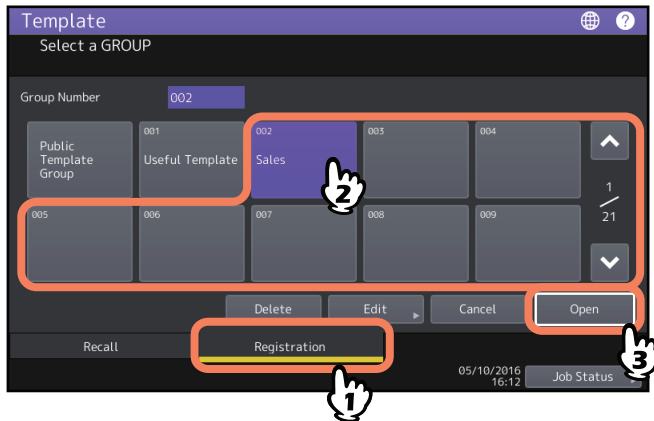 Template
?
Select a GROUP
Group Number 002
Public
Template
Group
001
Useful Template
002
Sales
003
004
1
21
005
006
007
008
009
Delete
Edit
Cancel
Open
Recall
Registration
05/10/2016
16:12
Job Status
1
2
3